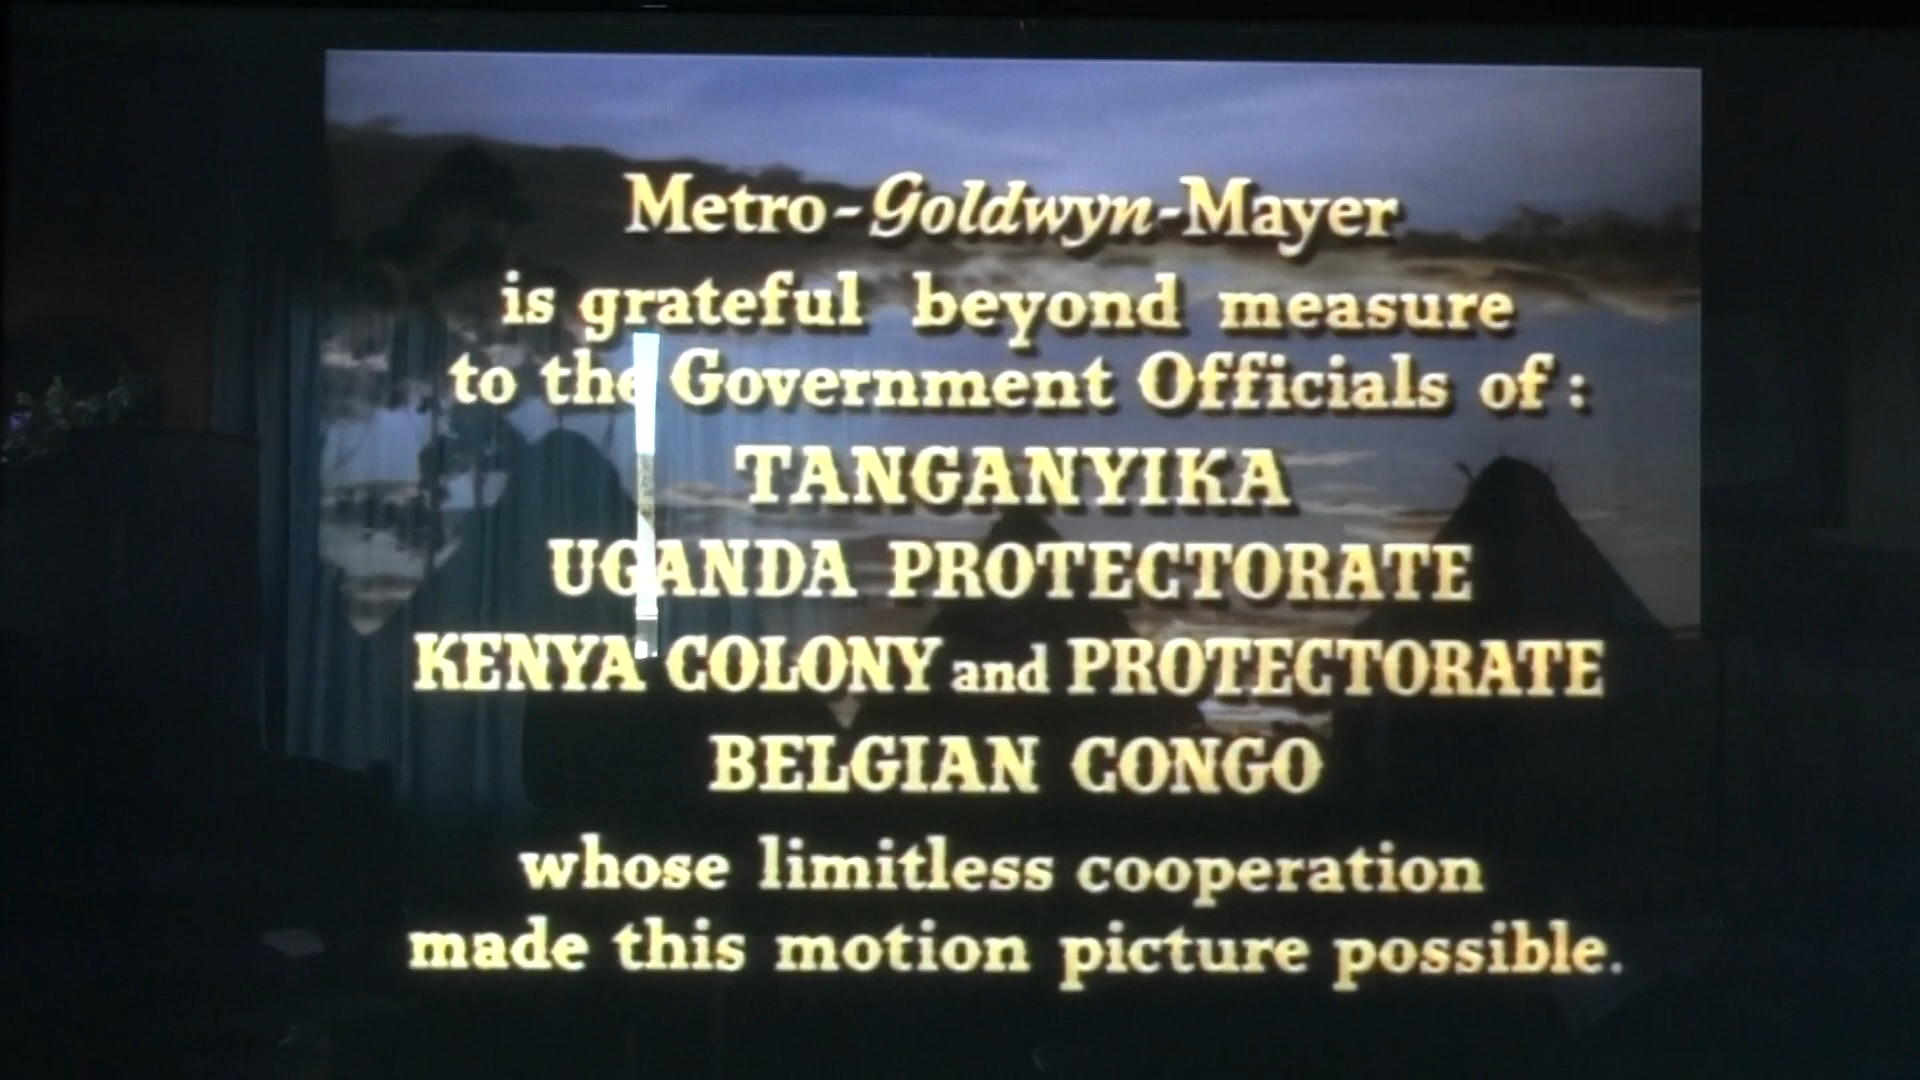 Metro-Goldwyn-Mayer
is grateful beyond measure
to the Government Officials of:
TANGANYIKA
UGANDA PROTECTORATE
KENYA COLONY and PROTECTORATE
BELGIAN CONGO
whose limitless cooperation
made this motion picture possible.